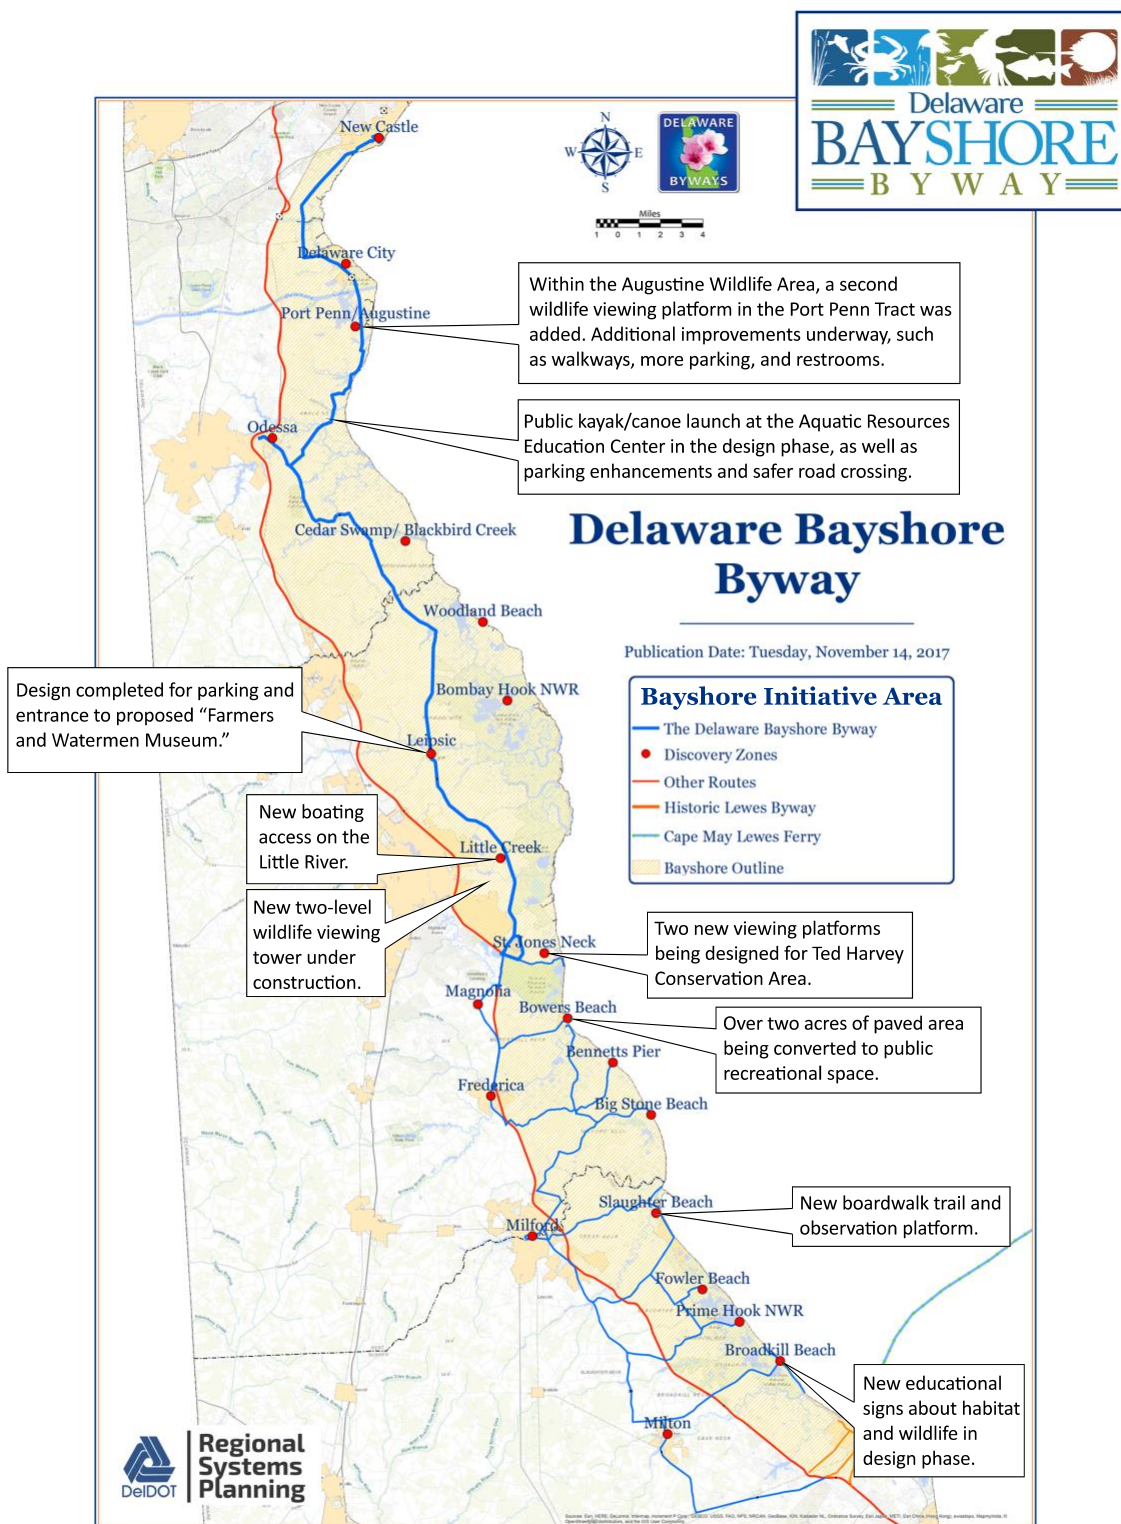 Delaware
BAYSHORE
BYWAY
New Castle
N
W E
S
DELAWARE
BYWAYS
Miles
1 0 1 2 3 4
Delaware City
Within the Augustine Wildlife Area, a second
wildlife viewing platform in the Port Penn Tract was
added. Additional improvements underway, such
as walkways, more parking, and restrooms.
Port Penn/Augustine
Public kayak/canoe launch at the Aquatic Resources
Education Center in the design phase, as well as
parking enhancements and safer road crossing.
Odessa
Delaware Bayshore
Byway
Cedar Swamp/ Blackbird Creek
Woodland Beach
Publication Date: Tuesday, November 14, 2017
Design completed for parking and
entrance to proposed “Farmers
and Watermen Museum.”
Bombay Hook NWR
Leipsic
Bayshore Initiative Area
The Delaware Bayshore Byway
Discovery Zones
Other Routes
Historic Lewes Byway
Cape May Lewes Ferry
Bayshore Outline
New boating
access on the
Little River.
Little Creek
New two-level
wildlife viewing
tower under
construction.
St. Jones Neck
Two new viewing platforms
being designed for Ted Harvey
Conservation Area.
Magnolia
Bowers Beach
Over two acres of paved area
being converted to public
recreational space.
Bennetts Pier
Frederica
Big Stone Beach
Slaughter Beach
New boardwalk trail and
observation platform.
Milford
Fowler Beach
Prime Hook NWR
Broadkill Beach
New educational
signs about habitat
and wildlife in
design phase.
Milton
DelDOT
Regional
Systems
Planning